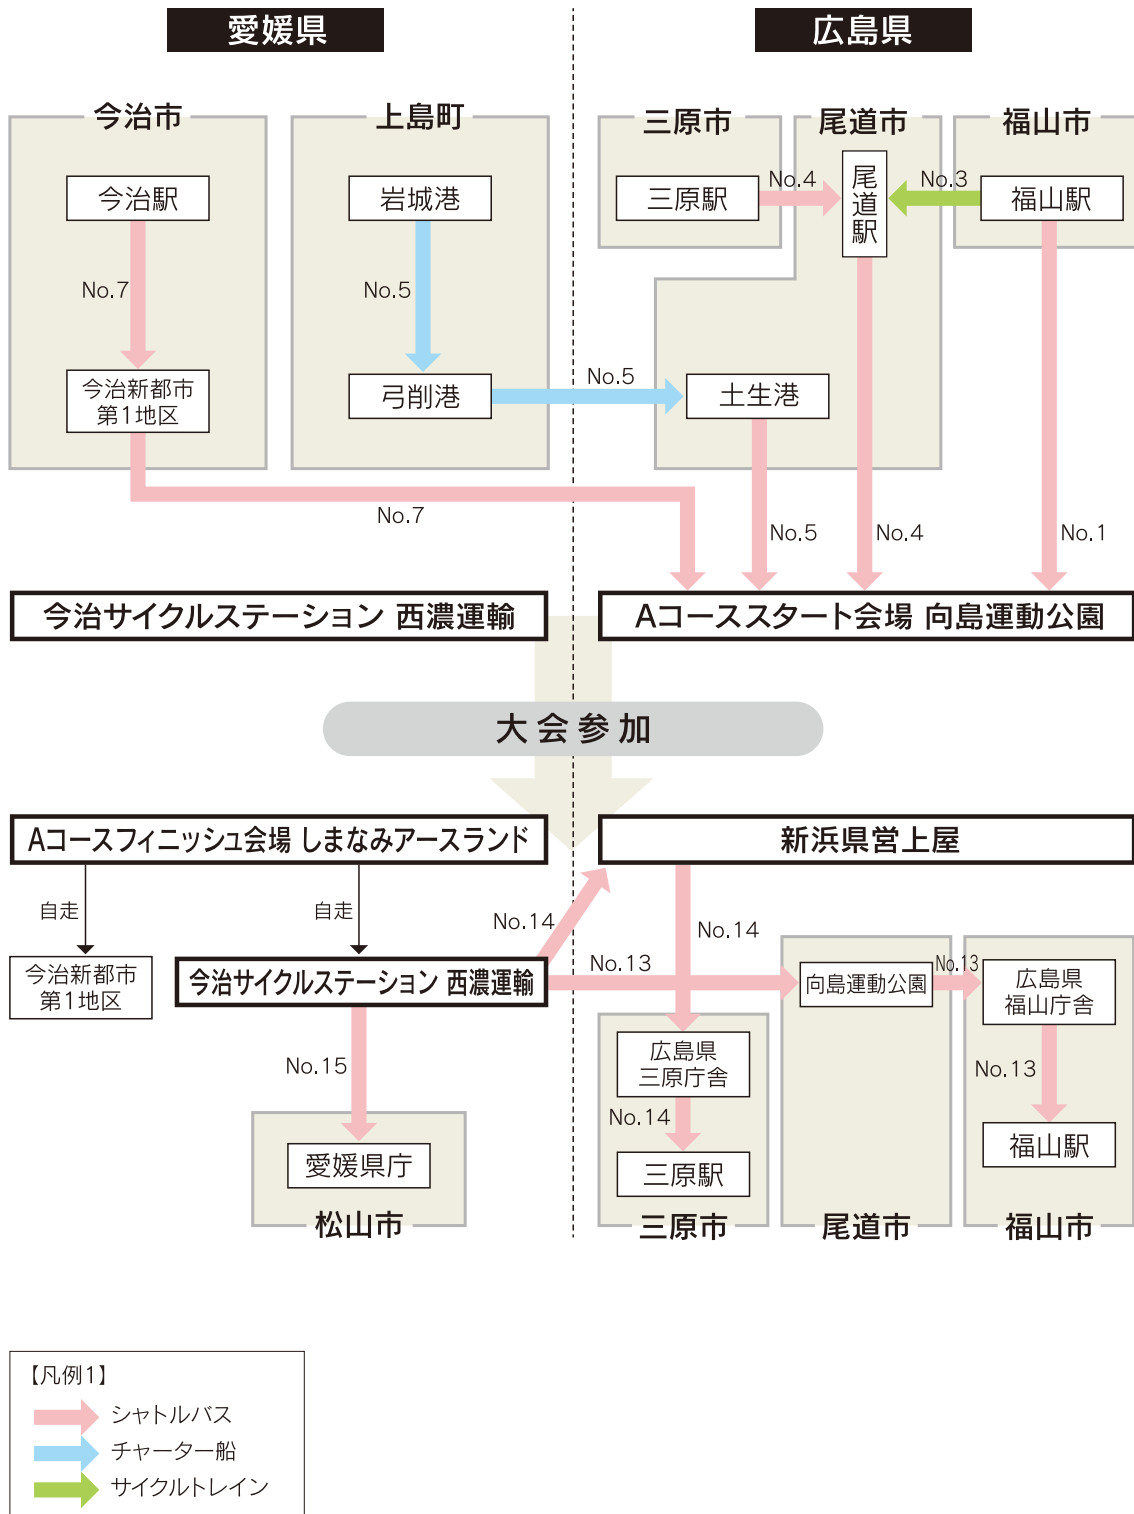 愛媛県
広島県
今治市
上島町
三原市
尾道市
福山市
今治駅
岩城港
三原駅
No.4
尾道駅
No.3
福山駅
No.7
No.5
今治新都市
第1地区
弓削港
No.5
土生港
No.7
No.5
No.4
No.1
今治サイクルステーション 西濃運輸
Aコーススタート会場 向島運動公園
大会参加
Aコースフィニッシュ会場 しまなみアースランド
新浜県営上屋
自走
自走
No.14
No.14
今治新都市
第1地区
今治サイクルステーション 西濃運輸
No.13
向島運動公園
No.13
広島県
福山庁舎
No.15
広島県
三原庁舎
No.13
No.14
愛媛県庁
三原駅
福山駅
松山市
三原市
尾道市
福山市
【凡例1】
シャトルバス
チャーター船
サイクルトレイン